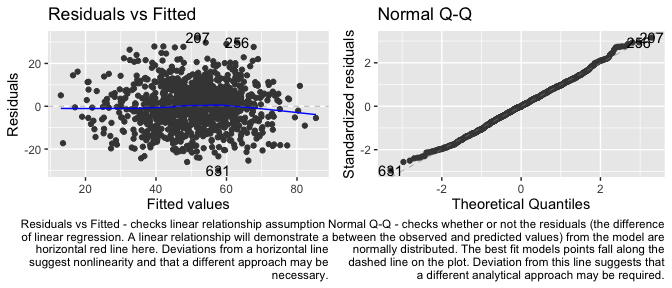 Residuals vs Fitted
Normal Q-Q
207
256
631
Residuals
20
0
-20
20
40
60
80
Fitted values
207
256
631
Standardized residuals
2
0
-2
-2
0
2
Theoretical Quantiles
Residuals vs Fitted - checks linear relationship assumption
of linear regression. A linear relationship will demonstrate a
horizontal red line here. Deviations from a horizontal line
suggest nonlinearity and that a different approach may be
necessary.
Normal Q-Q - checks whether or not the residuals (the difference
between the observed and predicted values) from the model are
normally distributed. The best fit models points fall along the
dashed line on the plot. Deviation from this line suggests that
a different analytical approach may be required.